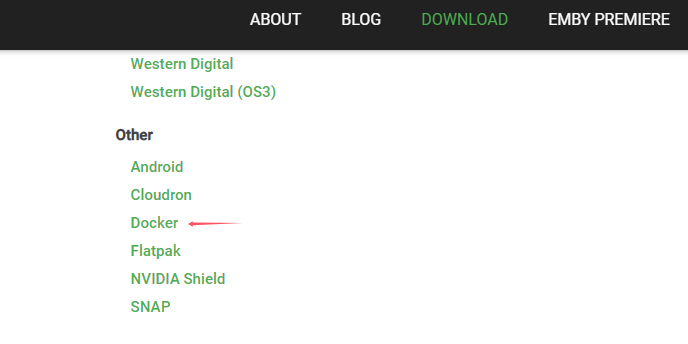 ABOUT BLOG DOWNLOAD EMBY PREMIERE
Western Digital
Western Digital (OS3)
Other
Android
Cloudron
Docker
Flatpak
NVIDIA Shield
SNAP